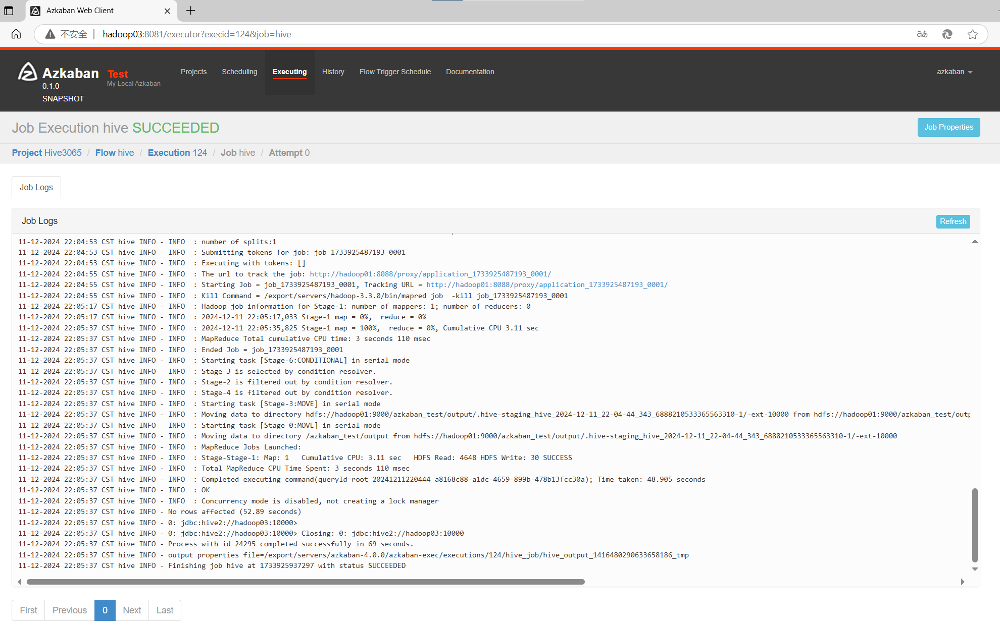 Azkaban Web Client
不安全 | hadoop03:8081/executor?execid=124&job=hive
aあ
Azkaban
0.1.0-
SNAPSHOT
Test
My Local Azkaban
Projects Scheduling Executing History Flow Trigger Schedule Documentation azkaban
Job Execution hive SUCCEEDED
Job Properties
Project Hive3065 / Flow hive / Execution 124 / Job hive / Attempt 0
Job Logs
Job Logs
Refresh
11-12-2024 22:04:53 CST hive INFO - INFO  : number of splits:1
11-12-2024 22:04:53 CST hive INFO - INFO  : Submitting tokens for job: job_1733925487193_0001
11-12-2024 22:04:53 CST hive INFO - INFO  : Executing with tokens: []
11-12-2024 22:04:55 CST hive INFO - INFO  : The url to track the job: http://hadoop01:8088/proxy/application_1733925487193_0001/
11-12-2024 22:04:55 CST hive INFO - INFO  : Starting Job = job_1733925487193_0001, Tracking URL = http://hadoop01:8088/proxy/application_1733925487193_0001/
11-12-2024 22:04:55 CST hive INFO - INFO  : Kill Command = /export/servers/hadoop-3.3.0/bin/mapred job  -kill job_1733925487193_0001
11-12-2024 22:05:17 CST hive INFO - INFO  : Hadoop job information for Stage-1: number of mappers: 1; number of reducers: 0
11-12-2024 22:05:17 CST hive INFO - INFO  : 2024-12-11 22:05:17,033 Stage-1 map = 0%,  reduce = 0%
11-12-2024 22:05:37 CST hive INFO - INFO  : 2024-12-11 22:05:35,825 Stage-1 map = 100%,  reduce = 0%, Cumulative CPU 3.11 sec
11-12-2024 22:05:37 CST hive INFO - INFO  : MapReduce Total cumulative CPU time: 3 seconds 110 msec
11-12-2024 22:05:37 CST hive INFO - INFO  : Ended Job = job_1733925487193_0001
11-12-2024 22:05:37 CST hive INFO - INFO  : Starting task [Stage-6:CONDITIONAL] in serial mode
11-12-2024 22:05:37 CST hive INFO - INFO  : Stage-3 is selected by condition resolver.
11-12-2024 22:05:37 CST hive INFO - INFO  : Stage-2 is filtered out by condition resolver.
11-12-2024 22:05:37 CST hive INFO - INFO  : Stage-4 is filtered out by condition resolver.
11-12-2024 22:05:37 CST hive INFO - INFO  : Starting task [Stage-3:MOVE] in serial mode
11-12-2024 22:05:37 CST hive INFO - INFO  : Moving data to directory hdfs://hadoop01:9000/azkaban_test/output/.hive-staging_hive_2024-12-11_22-04-44_343_6888210533365563310-1/-ext-10000 from hdfs://hadoop01:9000/azkaban_test/outp
11-12-2024 22:05:37 CST hive INFO - INFO  : Starting task [Stage-0:MOVE] in serial mode
11-12-2024 22:05:37 CST hive INFO - INFO  : Moving data to directory /azkaban_test/output from hdfs://hadoop01:9000/azkaban_test/output/.hive-staging_hive_2024-12-11_22-04-44_343_6888210533365563310-1/-ext-10000
11-12-2024 22:05:37 CST hive INFO - INFO  : MapReduce Jobs Launched:
11-12-2024 22:05:37 CST hive INFO - INFO  : Stage-Stage-1: Map: 1   Cumulative CPU: 3.11 sec   HDFS Read: 4648 HDFS Write: 30 SUCCESS
11-12-2024 22:05:37 CST hive INFO - INFO  : Total MapReduce CPU Time Spent: 3 seconds 110 msec
11-12-2024 22:05:37 CST hive INFO - INFO  : Completed executing command(queryId=root_20241211220444_a8168c88-a1dc-4659-899b-478b13fcc30a); Time taken: 48.905 seconds
11-12-2024 22:05:37 CST hive INFO - INFO  : OK
11-12-2024 22:05:37 CST hive INFO - INFO  : Concurrency mode is disabled, not creating a lock manager
11-12-2024 22:05:37 CST hive INFO - No rows affected (52.89 seconds)
11-12-2024 22:05:37 CST hive INFO - 0: jdbc:hive2://hadoop03:10000>
11-12-2024 22:05:37 CST hive INFO - 0: jdbc:hive2://hadoop03:10000> Closing: 0: jdbc:hive2://hadoop03:10000
11-12-2024 22:05:37 CST hive INFO - Process with id 24295 completed successfully in 69 seconds.
11-12-2024 22:05:37 CST hive INFO - output properties file=/export/servers/azkaban-4.0.0/azkaban-exec/executions/124/hive_job/hive_output_1416480290633658186_tmp
11-12-2024 22:05:37 CST hive INFO - Finishing job hive at 1733925937297 with status SUCCEEDED
First Previous 0 Next Last